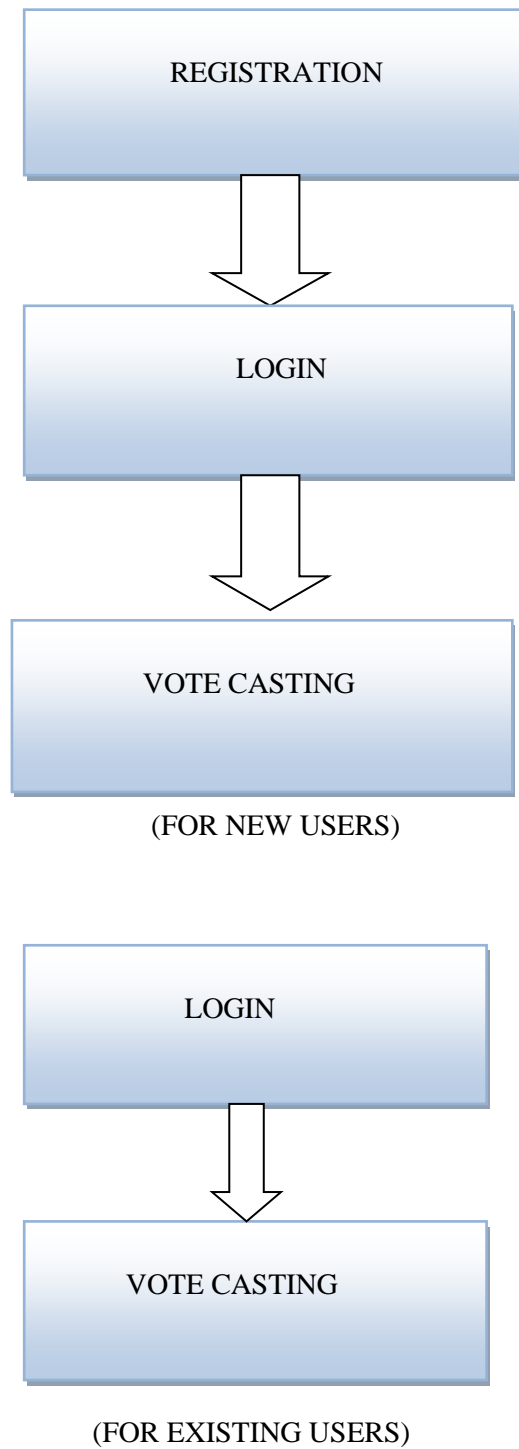 REGISTRATION
LOGIN
VOTE CASTING
(FOR NEW USERS)
LOGIN
VOTE CASTING
(FOR EXISTING USERS)